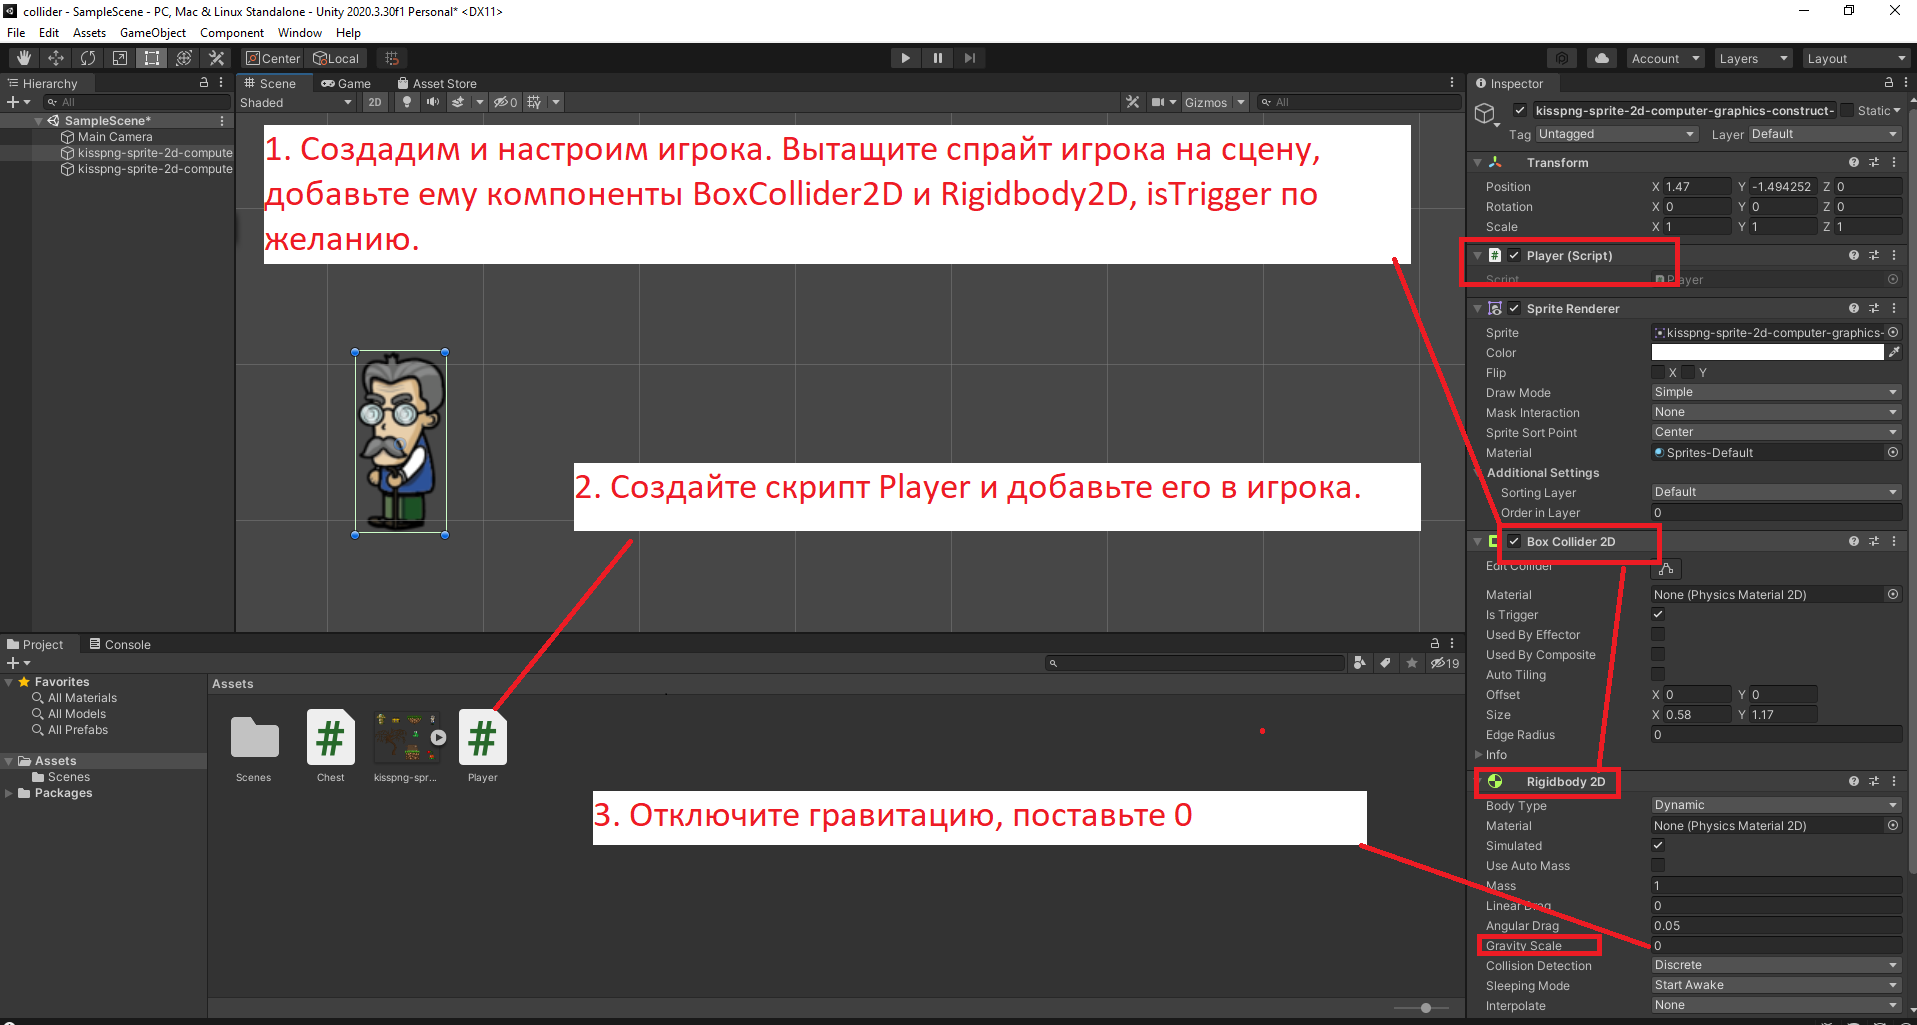 collider - SampleScene - PC, Mac & Linux Standalone - Unity 2020.3.30f1 Personal* <DX11>
File Edit Assets GameObject Component Window Help
Center Local Account Layers Layout
Hierarchy
All
SampleScene*
Main Camera
kisspng-sprite-2d-compute
kisspng-sprite-2d-compute
Scene Game Asset Store
Shaded 2D 0 Gizmos All
1. Создадим и настроим игрока. Вытащите спрайт игрока на сцену,
добавьте ему компоненты BoxCollider2D и Rigidbody2D, isTrigger по
желанию.
2. Создайте скрипт Player и добавьте его в игрока.
Project Console
19
Favorites
All Materials
All Models
All Prefabs
Assets
Scenes
Packages
Assets
Scenes Chest kisspng-spr... Player
3. Отключите гравитацию, поставьте 0
Inspector
kisspng-sprite-2d-computer-graphics-construct- Static
Tag Untagged Layer Default
Transform
Position X 1.47 Y -1.494252 Z 0
Rotation X 0 Y 0 Z 0
Scale X 1 Y 1 Z 1
Player (Script)
Script Player
Sprite Renderer
Sprite kisspng-sprite-2d-computer-graphics-
Color
Flip X Y
Draw Mode Simple
Mask Interaction None
Sprite Sort Point Center
Material Sprites-Default
Additional Settings
Sorting Layer Default
Order in Layer 0
Box Collider 2D
Edit Collider
Material None (Physics Material 2D)
Is Trigger
Used By Effector
Used By Composite
Auto Tiling
Offset X 0 Y 0
Size X 0.58 Y 1.17
Edge Radius 0
Info
Rigidbody 2D
Body Type Dynamic
Material None (Physics Material 2D)
Simulated
Use Auto Mass
Mass 1
Linear Drag 0
Angular Drag 0.05
Gravity Scale 0
Collision Detection Discrete
Sleeping Mode Start Awake
Interpolate None